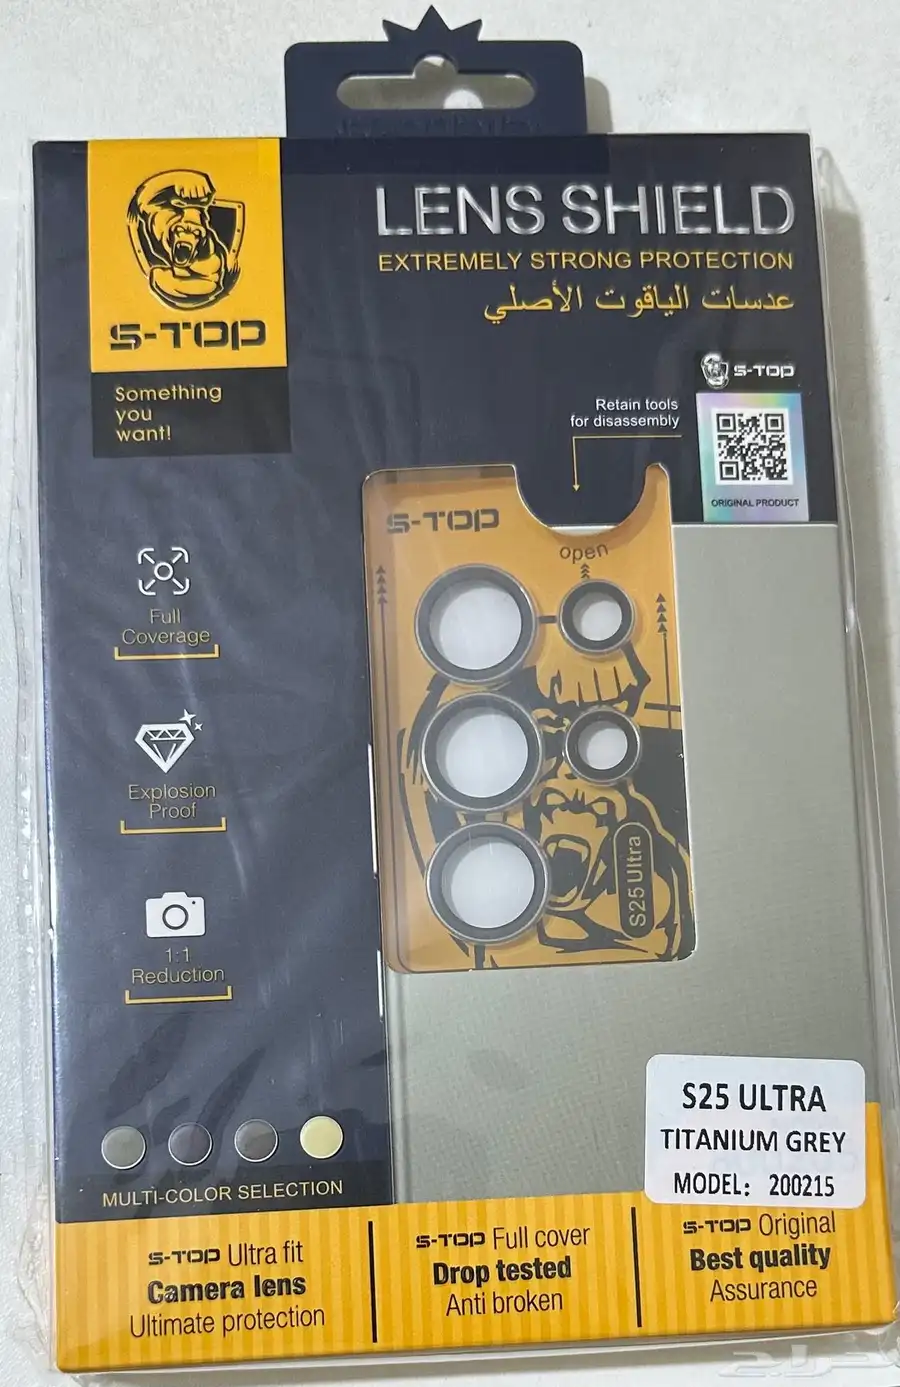 S-TOP
Something
you
want!
LENS SHIELD
EXTREMELY STRONG PROTECTION
عدسات الياقوت الأصلي
S-TOP
Retain tools
for disassembly
ORIGINAL PRODUCT
S-TOP
open
S25 Ultra
Full
Coverage
Explosion
Proof
1:1
Reduction
MULTI-COLOR SELECTION
S25 ULTRA
TITANIUM GREY
MODEL: 200215
S-TOP Ultra fit
Camera lens
Ultimate protection
S-TOP Full cover
Drop tested
Anti broken
S-TOP Original
Best quality
Assurance
حراج